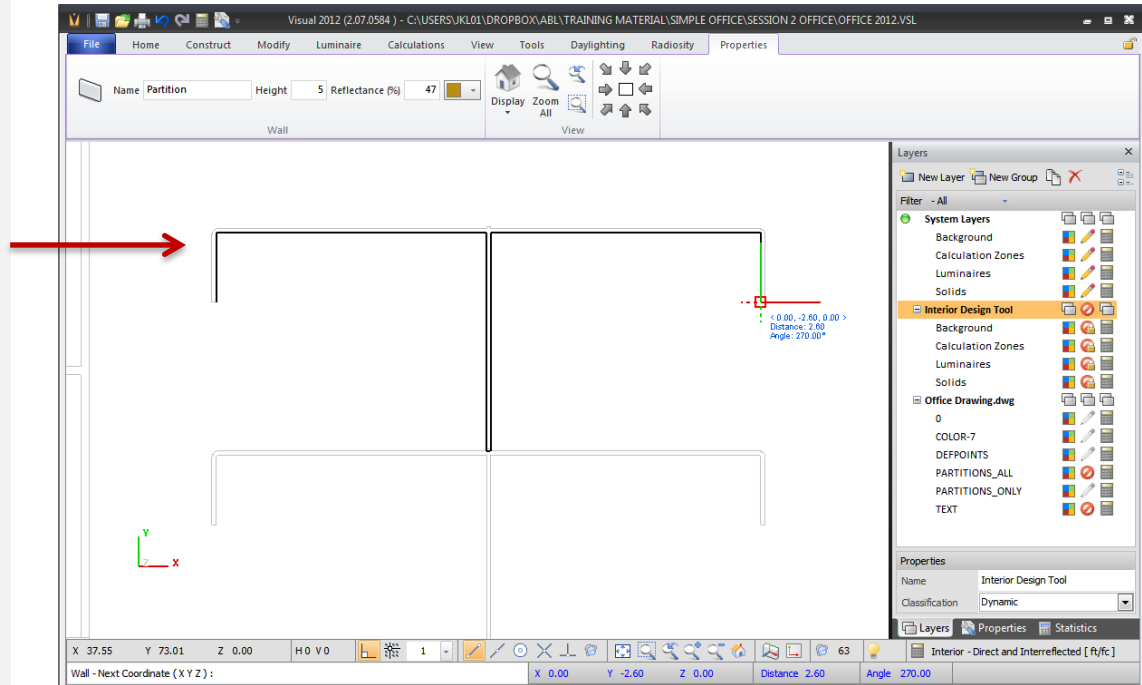 Visual 2012 (2.07.0584 ) - C:\USERS\JKL01\DROPBOX\ABL\TRAINING MATERIAL\SIMPLE OFFICE\SESSION 2 OFFICE\OFFICE 2012.VSL
File Home Construct Modify Luminaire Calculations View Tools Daylighting Radiosity Properties
Name Partition Height 5 Reflectance (%) 47
Display Zoom All
Wall View
Layers
New Layer New Group
Filter - All
System Layers
Background
Calculation Zones
Luminaires
Solids
Interior Design Tool
Background
Calculation Zones
Luminaires
Solids
Office Drawing.dwg
0
COLOR-7
DEFPOINTS
PARTITIONS_ALL
PARTITIONS_ONLY
TEXT
< 0.00, -2.60, 0.00 >
Distance: 2.60
Angle: 270.00°
Y
Z X
Properties
Name Interior Design Tool
Classification Dynamic
Layers Properties Statistics
X 37.55 Y 73.01 Z 0.00 H 0 V 0 1 63 Interior - Direct and Interreflected [ ft/fc ]
Wall - Next Coordinate ( X Y Z ) : X 0.00 Y -2.60 Z 0.00 Distance 2.60 Angle 270.00